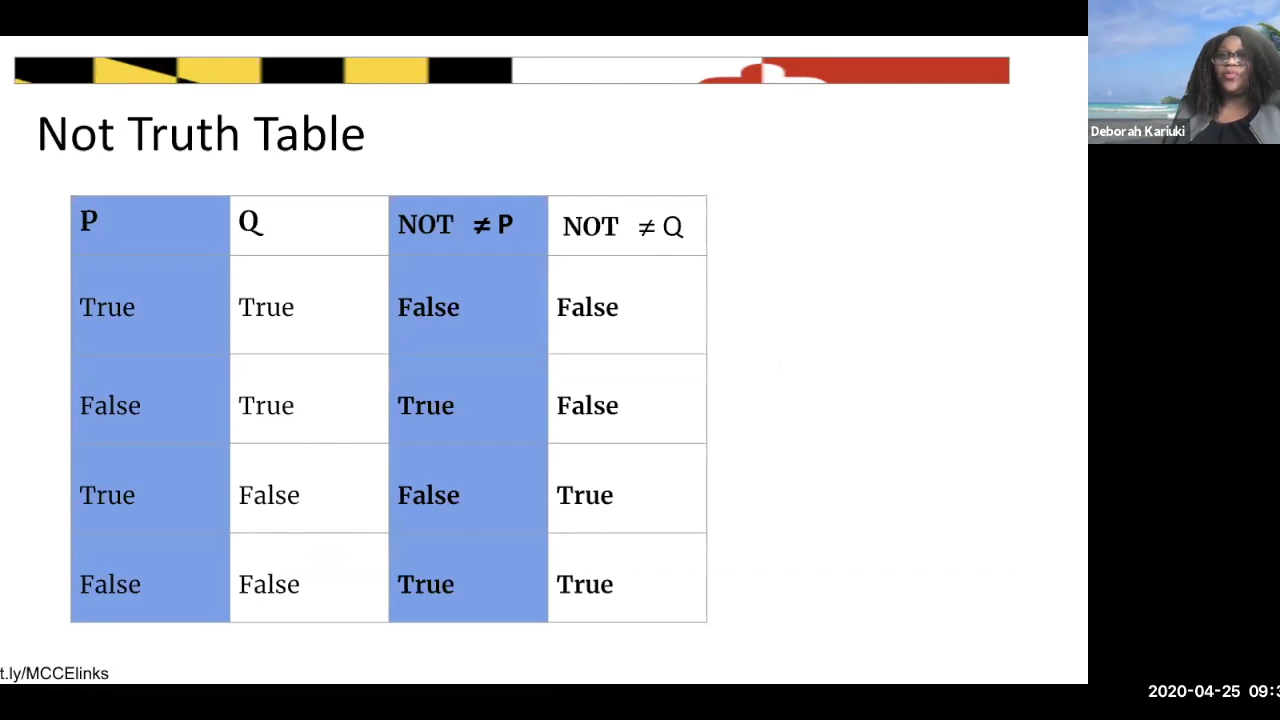 Deborah Kariuki
Not Truth Table
P Q NOT ≠ P NOT ≠ Q
True True False False
False True True False
True False False True
False False True True
t.ly/MCCElinks
2020-04-25 09:3